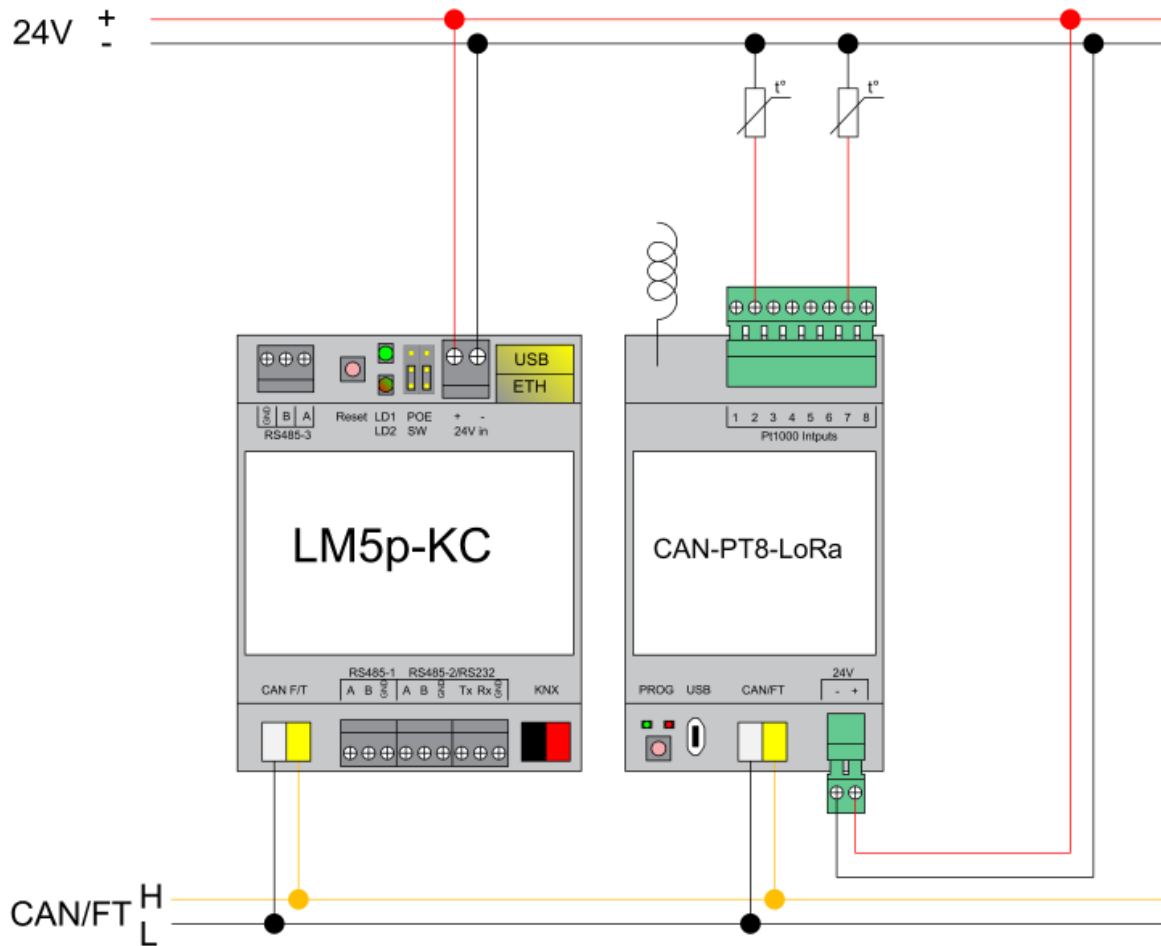 24V +
-
t° t°
USB
ETH
GND B A
RS485-3
Reset LD1 POE + -
LD2 SW 24V in
1 2 3 4 5 6 7 8
Pt1000 Intputs
LM5p-KC
CAN-PT8-LoRa
RS485-1 RS485-2/RS232
CAN F/T A B GND A B GND Tx Rx GND KNX
24V
PROG USB CAN/FT - +
CAN/FT H
L